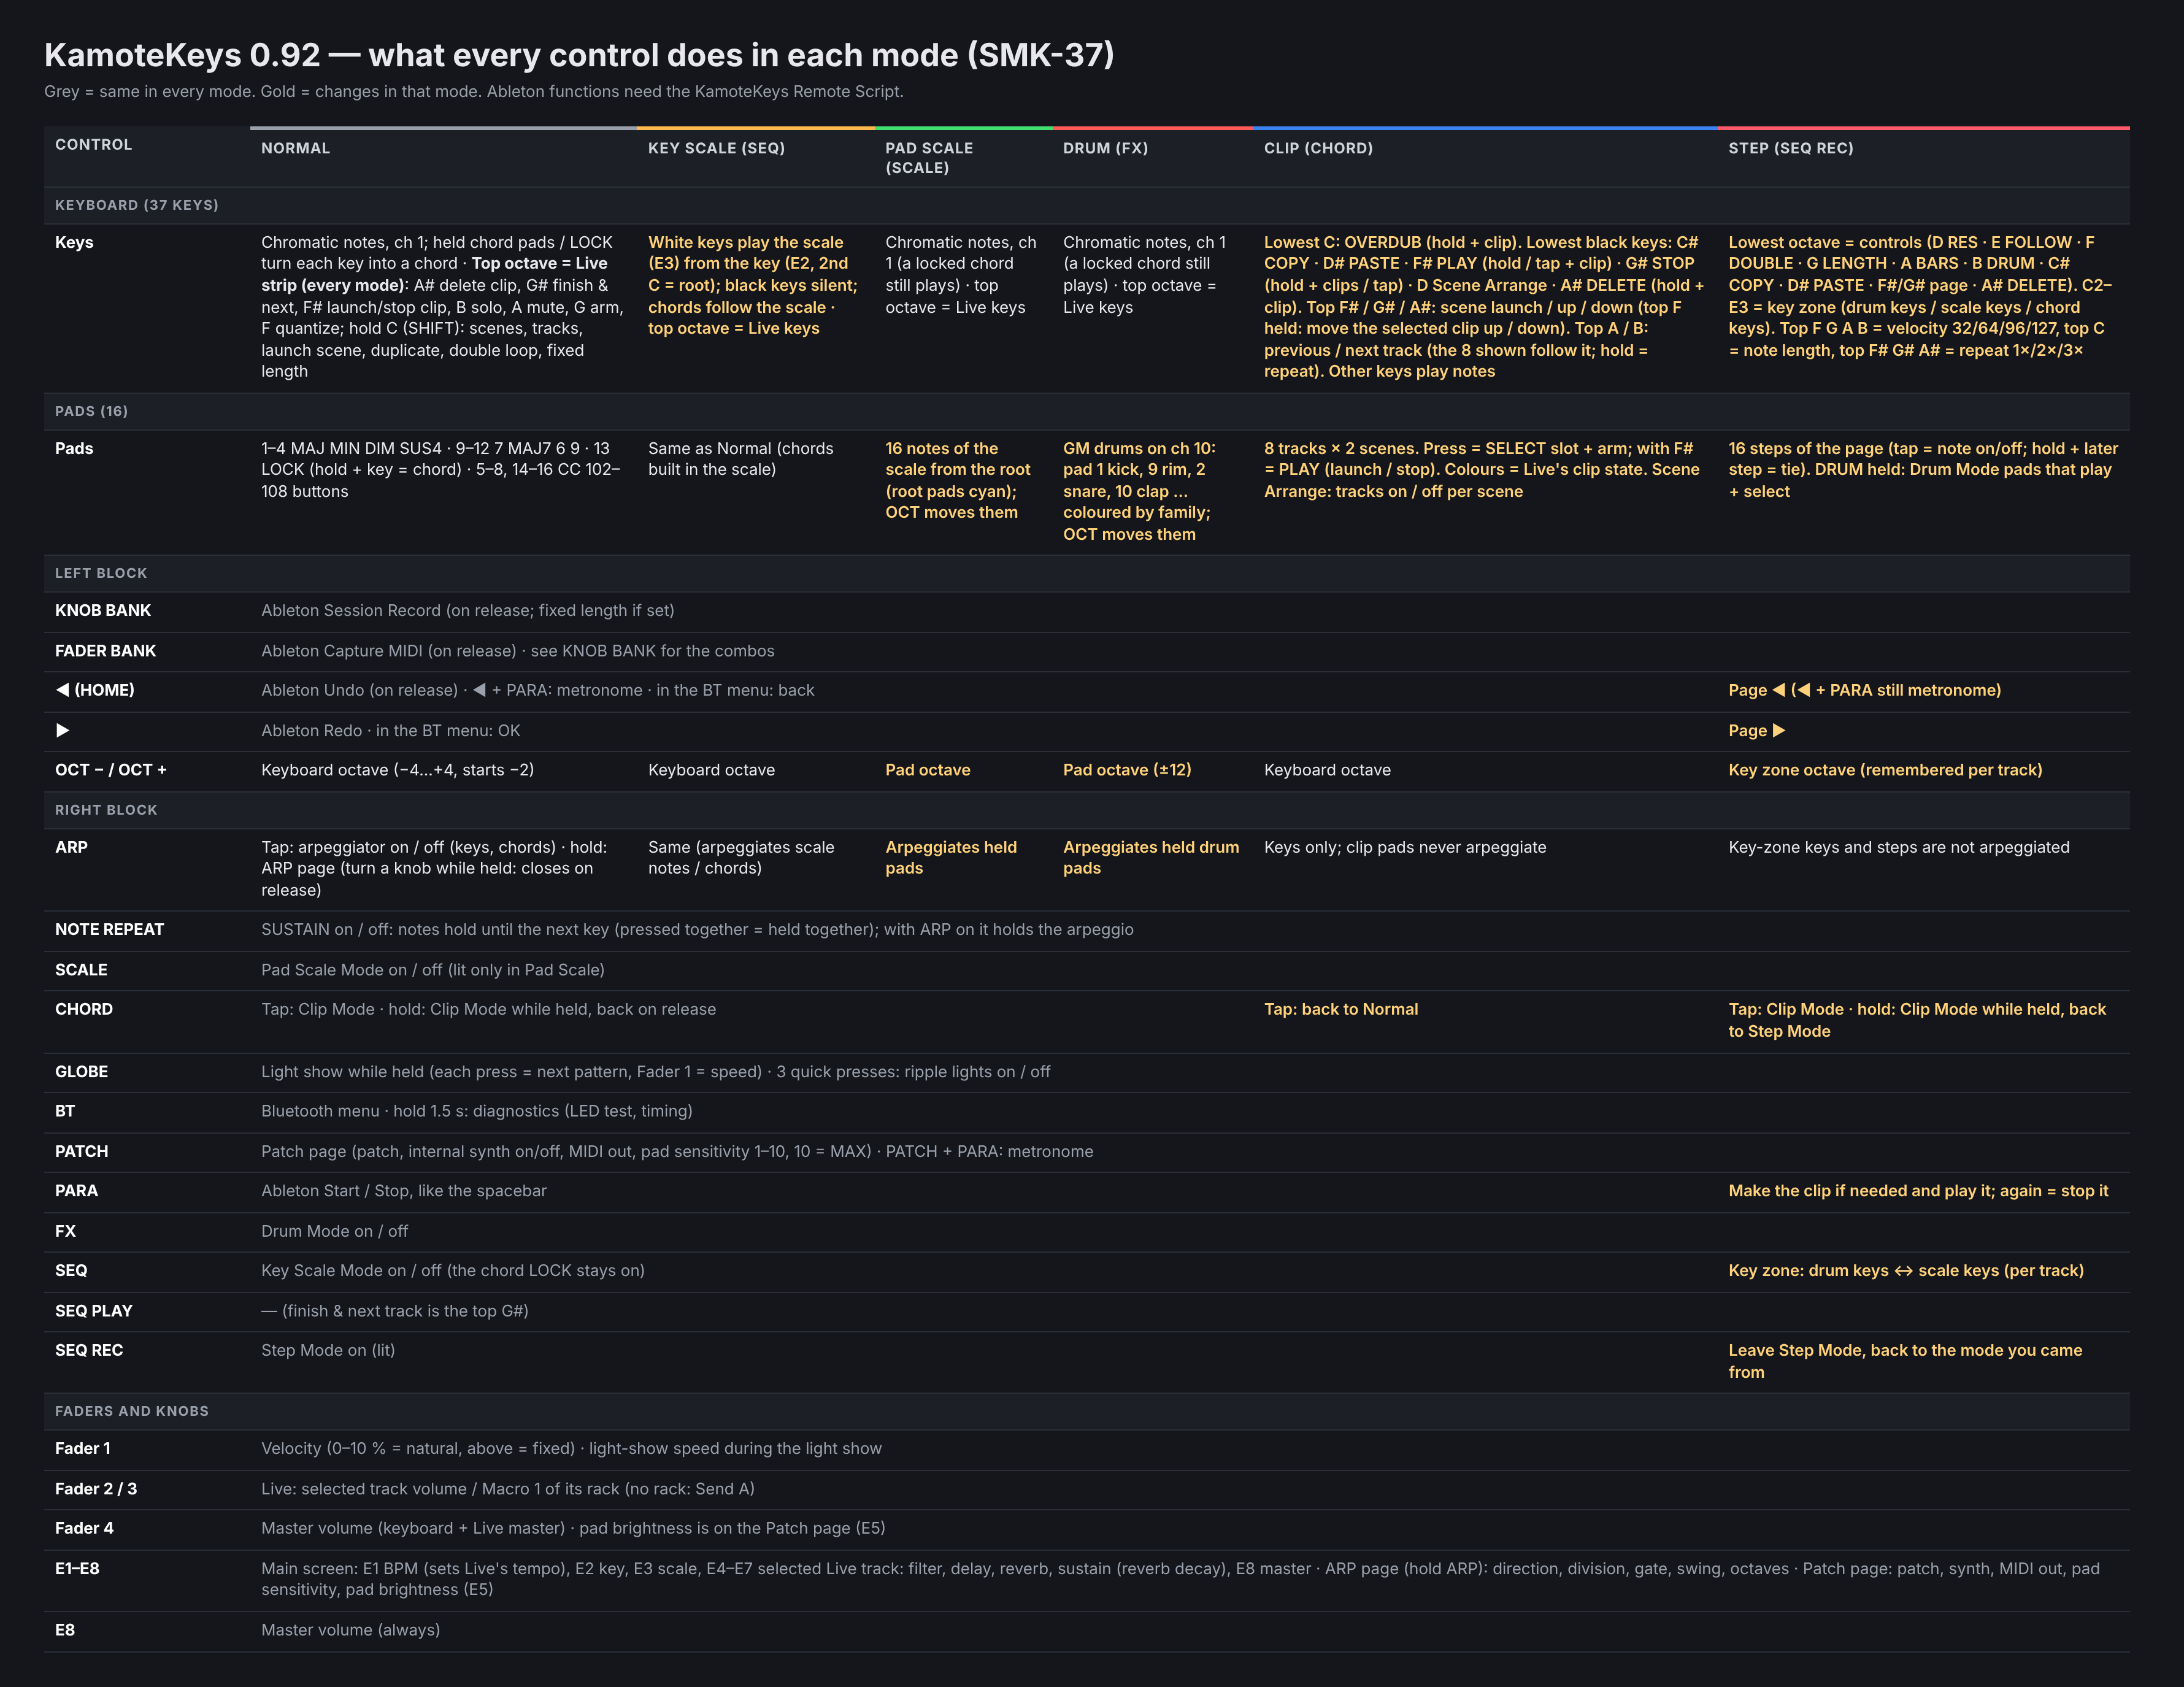 KamoteKeys 0.92 — what every control does in each mode (SMK-37)
Grey = same in every mode. Gold = changes in that mode. Ableton functions need the KamoteKeys Remote Script.
CONTROL
NORMAL
KEY SCALE (SEQ)
PAD SCALE
(SCALE)
DRUM (FX)
CLIP (CHORD)
STEP (SEQ REC)
KEYBOARD (37 KEYS)
Keys
Chromatic notes, ch 1; held chord pads / LOCK
turn each key into a chord · Top octave = Live
strip (every mode): A# delete clip, G# finish &
next, F# launch/stop clip, B solo, A mute, G arm,
F quantize; hold C (SHIFT): scenes, tracks,
launch scene, duplicate, double loop, fixed
length
White keys play the scale
(E3) from the key (E2, 2nd
C = root); black keys silent;
chords follow the scale ·
top octave = Live keys
Chromatic notes, ch
1 (a locked chord
still plays) · top
octave = Live keys
Chromatic notes, ch 1
(a locked chord still
plays) · top octave =
Live keys
Lowest C: OVERDUB (hold + clip). Lowest black keys: C#
COPY · D# PASTE · F# PLAY (hold / tap + clip) · G# STOP
(hold + clips / tap) · D Scene Arrange · A# DELETE (hold +
clip). Top F# / G# / A#: scene launch / up / down (top F
held: move the selected clip up / down). Top A / B:
previous / next track (the 8 shown follow it; hold =
repeat). Other keys play notes
Lowest octave = controls (D RES · E FOLLOW · F
DOUBLE · G LENGTH · A BARS · B DRUM · C#
COPY · D# PASTE · F#/G# page · A# DELETE). C2–
E3 = key zone (drum keys / scale keys / chord
keys). Top F G A B = velocity 32/64/96/127, top C
= note length, top F# G# A# = repeat 1×/2×/3×
PADS (16)
Pads
1–4 MAJ MIN DIM SUS4 · 9–12 7 MAJ7 6 9 · 13
LOCK (hold + key = chord) · 5–8, 14–16 CC 102–
108 buttons
Same as Normal (chords
built in the scale)
16 notes of the
scale from the root
(root pads cyan);
OCT moves them
GM drums on ch 10:
pad 1 kick, 9 rim, 2
snare, 10 clap ...
coloured by family;
OCT moves them
8 tracks × 2 scenes. Press = SELECT slot + arm; with F#
= PLAY (launch / stop). Colours = Live's clip state. Scene
Arrange: tracks on / off per scene
16 steps of the page (tap = note on/off; hold + later
step = tie). DRUM held: Drum Mode pads that play
+ select
LEFT BLOCK
KNOB BANK
Ableton Session Record (on release; fixed length if set)
FADER BANK
Ableton Capture MIDI (on release) · see KNOB BANK for the combos
◀ (HOME)
Ableton Undo (on release) · ◀ + PARA: metronome · in the BT menu: back
Page ◀ (◀ + PARA still metronome)
▶
Ableton Redo · in the BT menu: OK
Page ▶
OCT − / OCT +
Keyboard octave (−4...+4, starts −2)
Keyboard octave
Pad octave
Pad octave (±12)
Keyboard octave
Key zone octave (remembered per track)
RIGHT BLOCK
ARP
Tap: arpeggiator on / off (keys, chords) · hold:
ARP page (turn a knob while held: closes on
release)
Same (arpeggiates scale
notes / chords)
Arpeggiates held
pads
Arpeggiates held drum
pads
Keys only; clip pads never arpeggiate
Key-zone keys and steps are not arpeggiated
NOTE REPEAT
SUSTAIN on / off: notes hold until the next key (pressed together = held together); with ARP on it holds the arpeggio
SCALE
Pad Scale Mode on / off (lit only in Pad Scale)
CHORD
Tap: Clip Mode · hold: Clip Mode while held, back on release
Tap: back to Normal
Tap: Clip Mode · hold: Clip Mode while held, back
to Step Mode
GLOBE
Light show while held (each press = next pattern, Fader 1 = speed) · 3 quick presses: ripple lights on / off
BT
Bluetooth menu · hold 1.5 s: diagnostics (LED test, timing)
PATCH
Patch page (patch, internal synth on/off, MIDI out, pad sensitivity 1–10, 10 = MAX) · PATCH + PARA: metronome
PARA
Ableton Start / Stop, like the spacebar
Make the clip if needed and play it; again = stop it
FX
Drum Mode on / off
SEQ
Key Scale Mode on / off (the chord LOCK stays on)
Key zone: drum keys ↔ scale keys (per track)
SEQ PLAY
— (finish & next track is the top G#)
SEQ REC
Step Mode on (lit)
Leave Step Mode, back to the mode you came
from
FADERS AND KNOBS
Fader 1
Velocity (0–10 % = natural, above = fixed) · light-show speed during the light show
Fader 2 / 3
Live: selected track volume / Macro 1 of its rack (no rack: Send A)
Fader 4
Master volume (keyboard + Live master) · pad brightness is on the Patch page (E5)
E1–E8
Main screen: E1 BPM (sets Live's tempo), E2 key, E3 scale, E4–E7 selected Live track: filter, delay, reverb, sustain (reverb decay), E8 master · ARP page (hold ARP): direction, division, gate, swing, octaves · Patch page: patch, synth, MIDI out, pad
sensitivity, pad brightness (E5)
E8
Master volume (always)